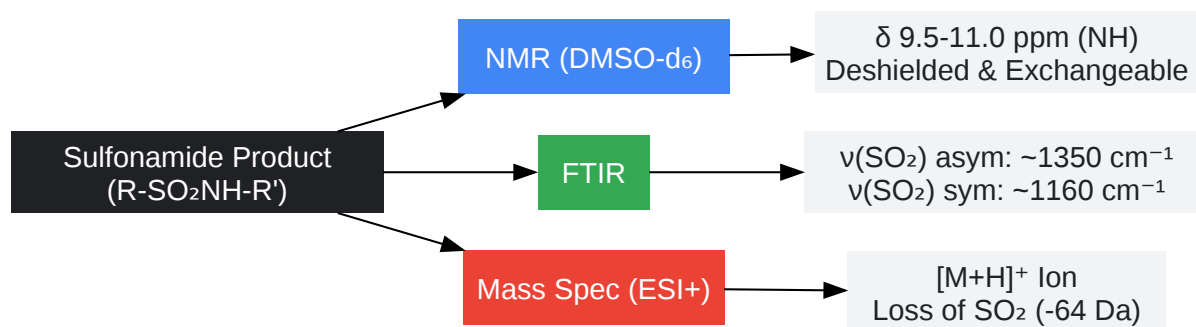 NMR (DMSO-d₆)
δ 9.5-11.0 ppm (NH)
Deshielded & Exchangeable
Sulfonamide Product
(R-SO₂NH-R')
FTIR
ν(SO₂) asym: ~1350 cm⁻¹
ν(SO₂) sym: ~1160 cm⁻¹
Mass Spec (ESI+)
[M+H]⁺ Ion
Loss of SO₂ (-64 Da)